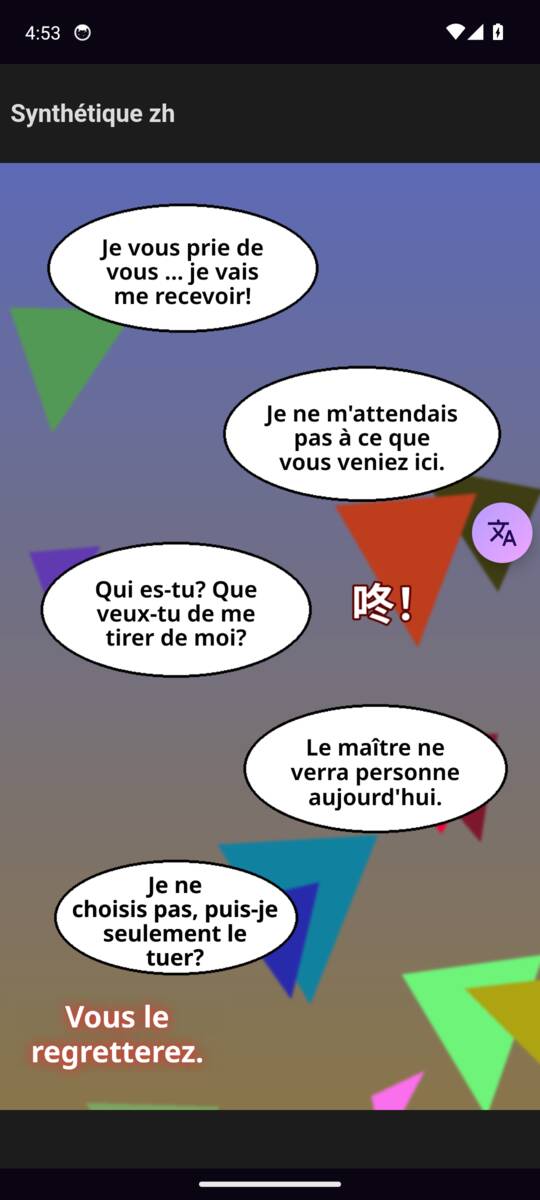 4:53
Synthétique zh
Je vous prie de
vous ... je vais
me recevoir!
Je ne m'attendais
pas à ce que
vous veniez ici.
Qui es-tu? Que
veux-tu de me
tirer de moi?
咚!
Le maître ne
verra personne
aujourd'hui.
Je ne
choisis pas, puis-je
seulement le
tuer?
Vous le
regretterez.